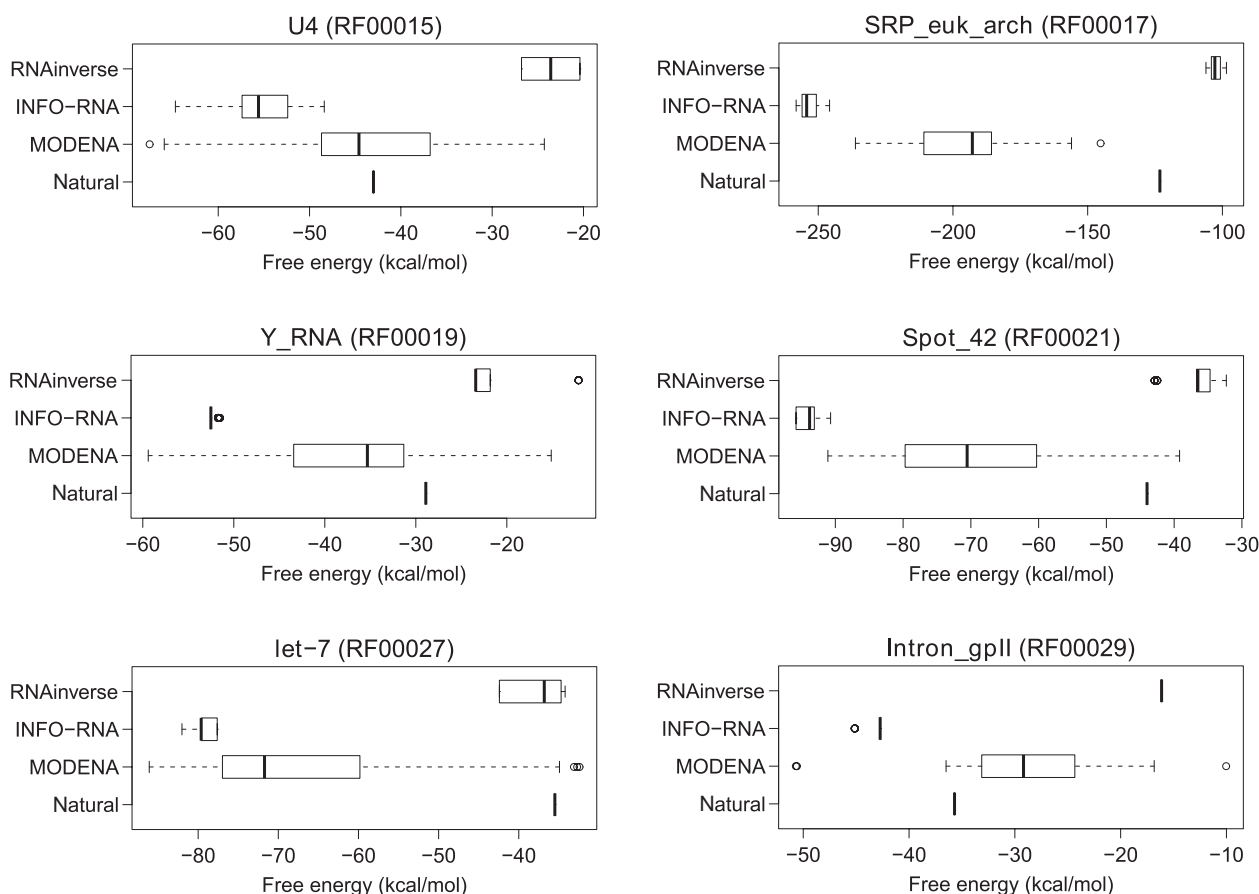 U4 (RF00015)
RNAinverse
INFO−RNA
MODENA
Natural
−60 −50 −40 −30 −20
Free energy (kcal/mol)
SRP_euk_arch (RF00017)
RNAinverse
INFO−RNA
MODENA
Natural
−250 −200 −150 −100
Free energy (kcal/mol)
Y_RNA (RF00019)
RNAinverse
INFO−RNA
MODENA
Natural
−60 −50 −40 −30 −20
Free energy (kcal/mol)
Spot_42 (RF00021)
RNAinverse
INFO−RNA
MODENA
Natural
−90 −80 −70 −60 −50 −40 −30
Free energy (kcal/mol)
let−7 (RF00027)
RNAinverse
INFO−RNA
MODENA
Natural
−80 −70 −60 −50 −40
Free energy (kcal/mol)
Intron_gpII (RF00029)
RNAinverse
INFO−RNA
MODENA
Natural
−50 −40 −30 −20 −10
Free energy (kcal/mol)